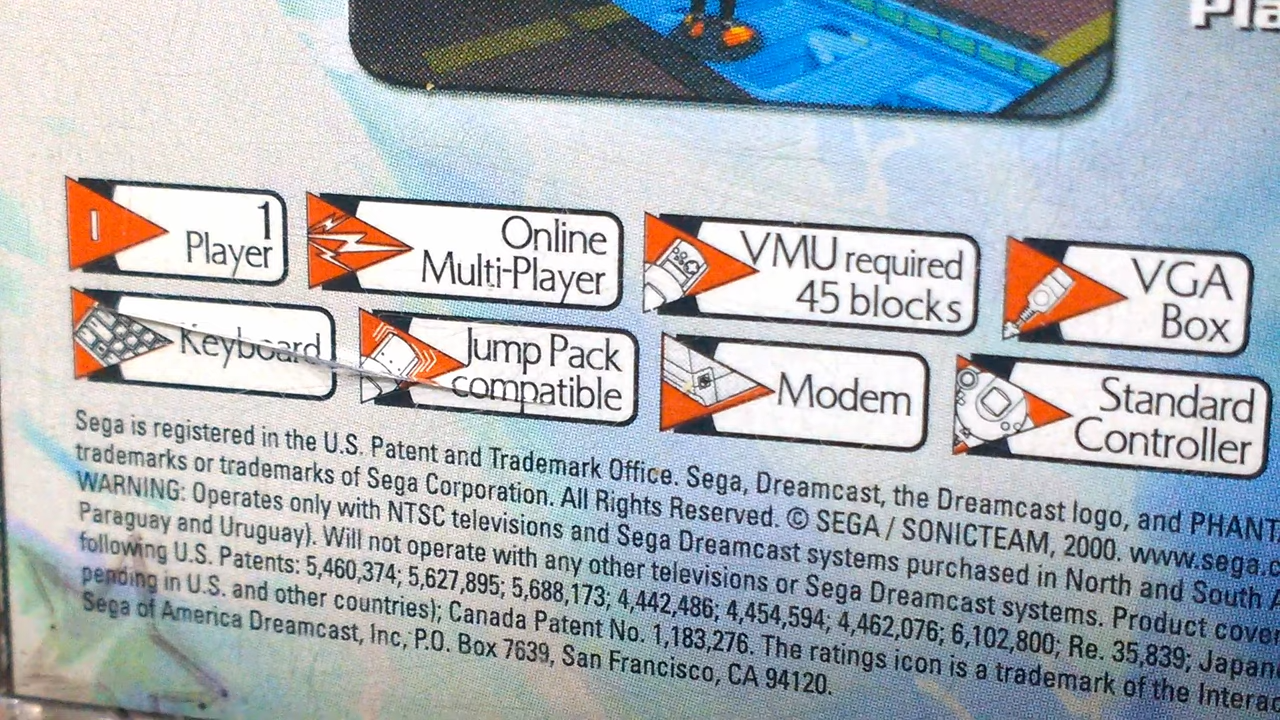 Pla
1
Player
Online
Multi-Player
VMU required
45 blocks
VGA
Box
Keyboard
Jump Pack
compatible
Modem
Standard
Controller
Sega is registered in the U.S. Patent and Trademark Office. Sega, Dreamcast, the Dreamcast logo, and PHANT
trademarks or trademarks of Sega Corporation. All Rights Reserved. © SEGA / SONICTEAM, 2000. www.sega.c
WARNING: Operates only with NTSC televisions and Sega Dreamcast systems purchased in North and South A
Paraguay and Uruguay). Will not operate with any other televisions or Sega Dreamcast systems. Product cover
following U.S. Patents: 5,460,374; 5,627,895; 5,688,173; 4,442,486; 4,454,594; 4,462,076; 6,102,800; Re. 35,839; Japan
pending in U.S. and other countries); Canada Patent No. 1,183,276. The ratings icon is a trademark of the Interac
Sega of America Dreamcast, Inc, P.O. Box 7639, San Francisco, CA 94120.